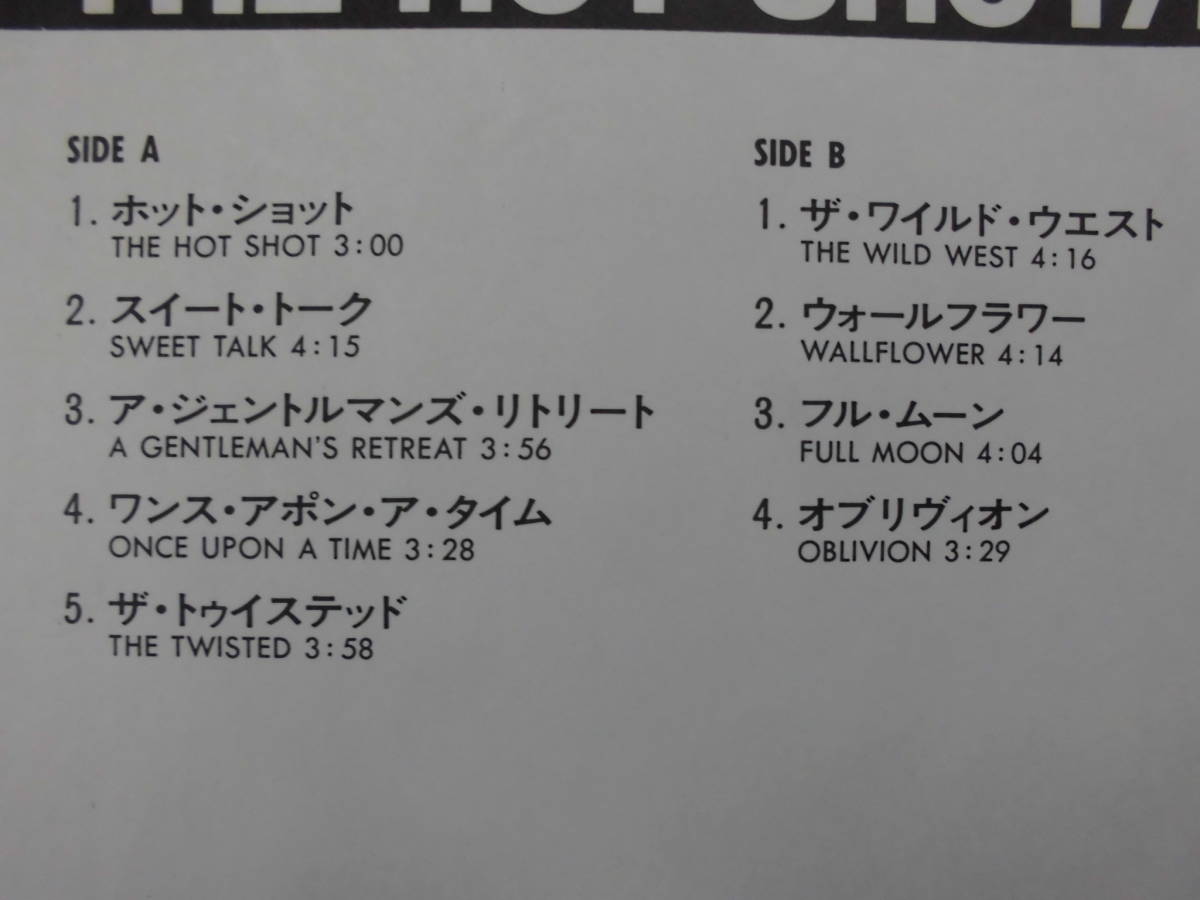 THE HOT SHOT/
SIDE A
1. ホット・ショット
THE HOT SHOT 3:00
2. スイート・トーク
SWEET TALK 4:15
3. ア・ジェントルマンズ・リトリート
A GENTLEMAN'S RETREAT 3:56
4. ワンス・アポン・ア・タイム
ONCE UPON A TIME 3:28
5. ザ・トゥイステッド
THE TWISTED 3:58
SIDE B
1. ザ・ワイルド・ウエスト
THE WILD WEST 4:16
2. ウォールフラワー
WALLFLOWER 4:14
3. フル・ムーン
FULL MOON 4:04
4. オブリヴィオン
OBLIVION 3:29